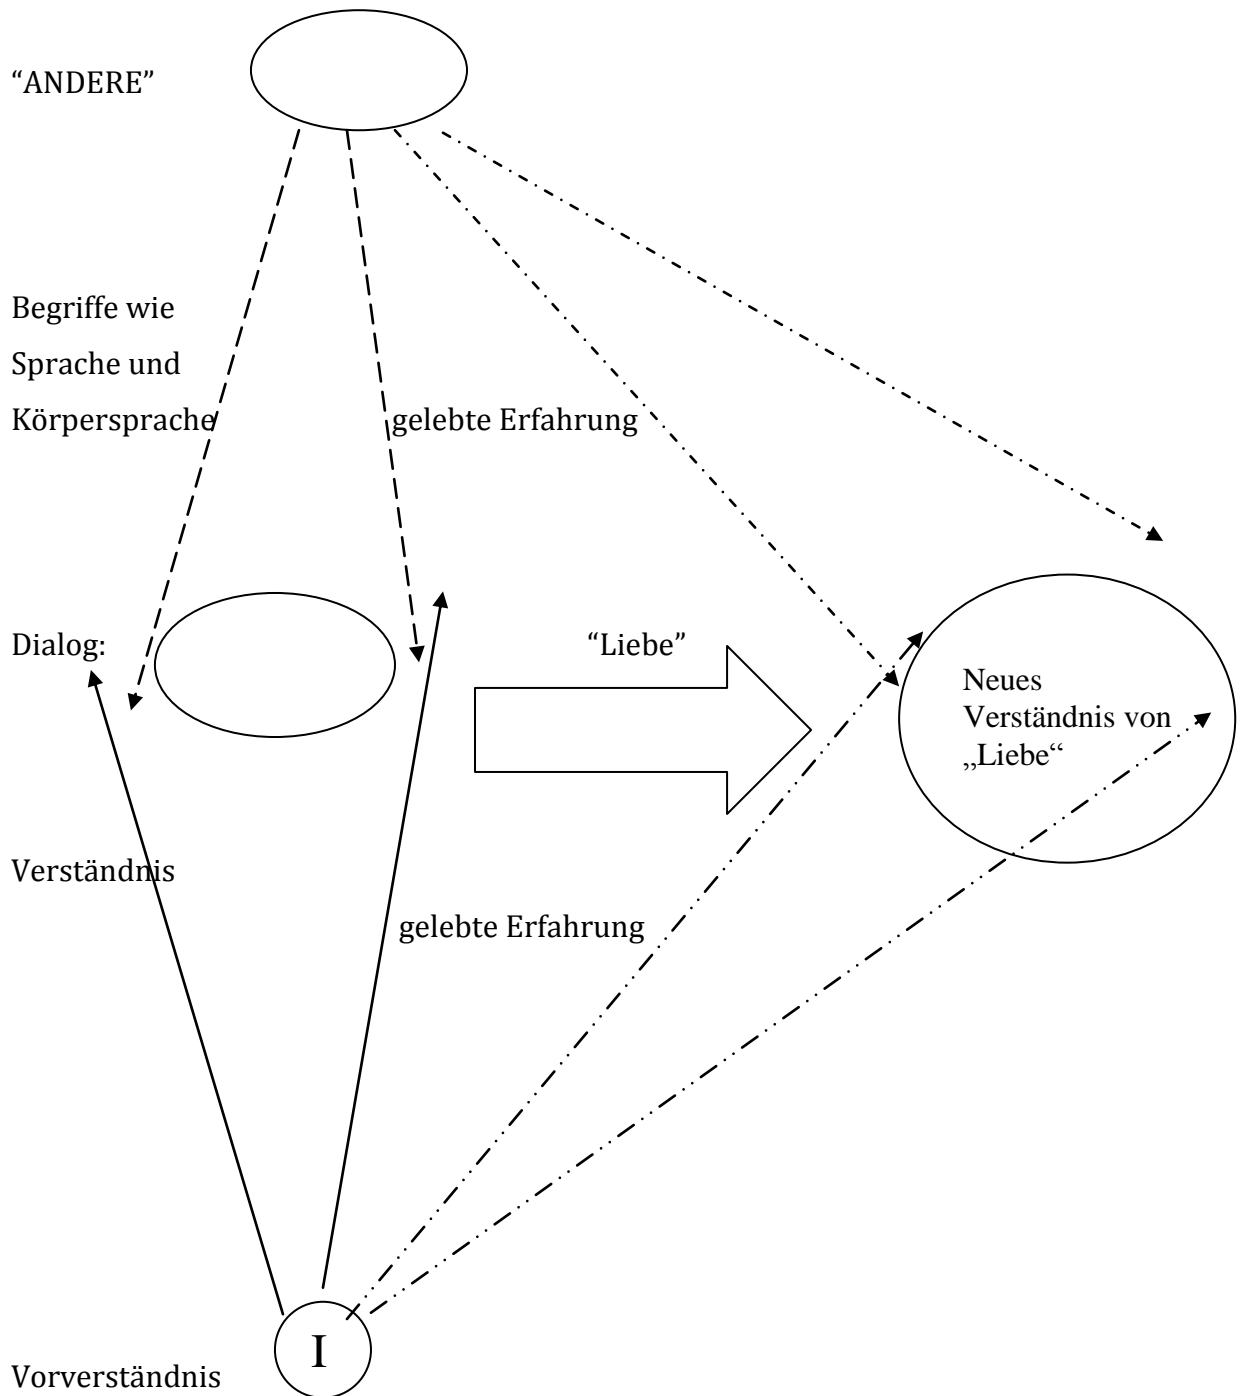 “ANDERE”
Begriffe wie
Sprache und
Körpersprache
gelebte Erfahrung
Dialog:
“Liebe”
Neues
Verständnis von
„Liebe“
Verständnis
gelebte Erfahrung
I
Vorverständnis